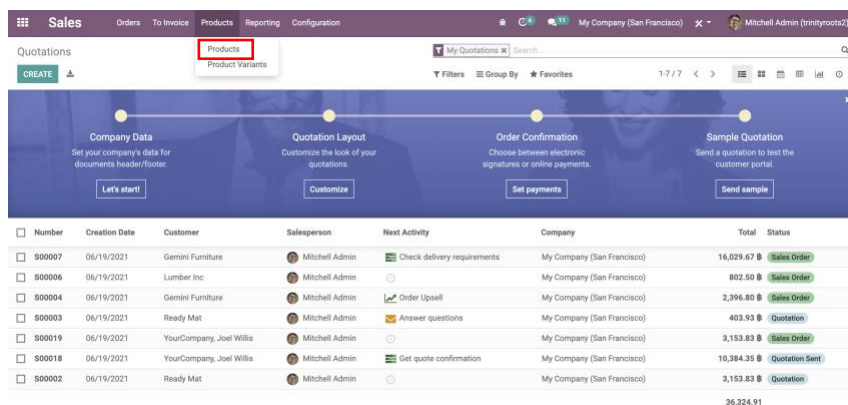 Sales Orders To Invoice Products Reporting Configuration 6 11 My Company (San Francisco) Mitchell Admin (trinityroots2)
Quotations Products My Quotations Search...
CREATE Product Variants Filters Group By Favorites 1-7 / 7
Company Data Quotation Layout Order Confirmation Sample Quotation
Set your company's data for Customize the look of your Choose between electronic Send a quotation to test the
documents header/footer. quotations. signatures or online payments. customer portal.
Let's start! Customize Set payments Send sample
Number Creation Date Customer Salesperson Next Activity Company Total Status
S00007 06/19/2021 Gemini Furniture Mitchell Admin Check delivery requirements My Company (San Francisco) 16,029.67 ฿ Sales Order
S00006 06/19/2021 Lumber Inc Mitchell Admin My Company (San Francisco) 802.50 ฿ Sales Order
S00004 06/19/2021 Gemini Furniture Mitchell Admin Order Upsell My Company (San Francisco) 2,396.80 ฿ Sales Order
S00003 06/19/2021 Ready Mat Mitchell Admin Answer questions My Company (San Francisco) 403.93 ฿ Quotation
S00019 06/19/2021 YourCompany, Joel Willis Mitchell Admin My Company (San Francisco) 3,153.83 ฿ Sales Order
S00018 06/19/2021 YourCompany, Joel Willis Mitchell Admin Get quote confirmation My Company (San Francisco) 10,384.35 ฿ Quotation Sent
S00002 06/19/2021 Ready Mat Mitchell Admin My Company (San Francisco) 3,153.83 ฿ Quotation
36,324.91